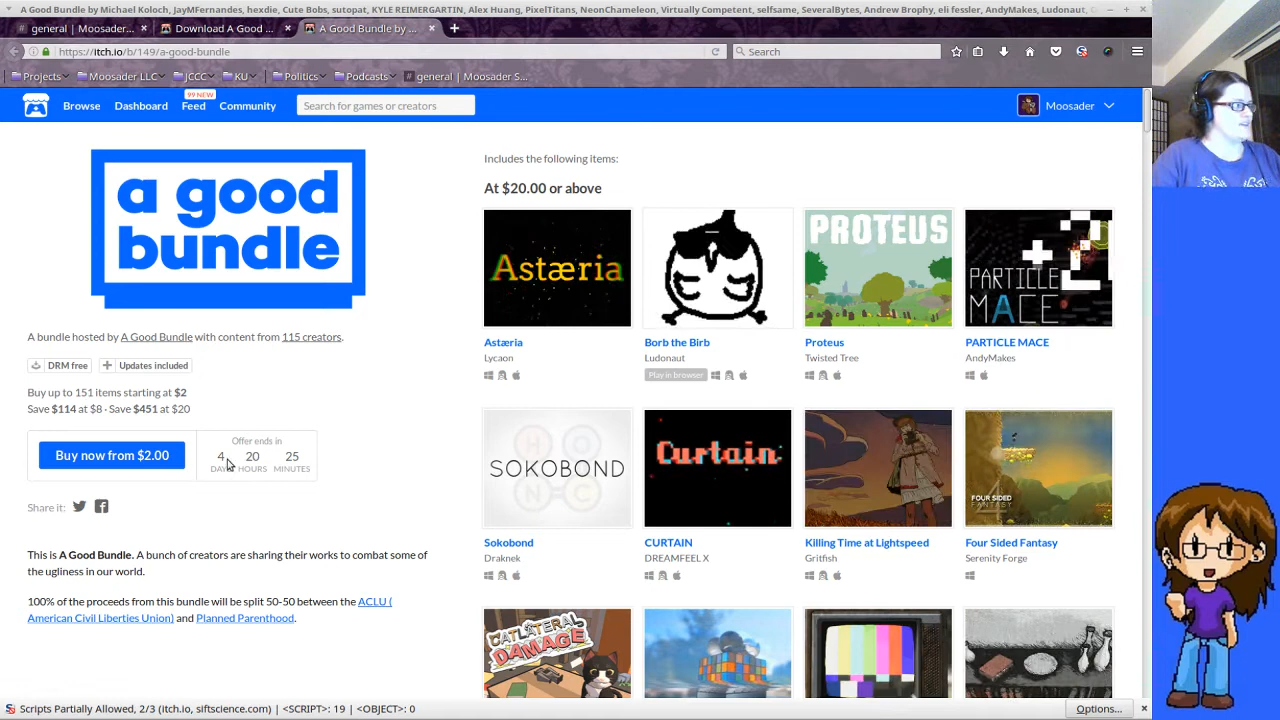 A Good Bundle by Michael Koloch, JayMFernandes, hexdie, Cute Bobs, sutopat, KYLE REIMERGARTIN, Alex Huang, PixelTitans, NeonChameleon, Virtually Competent, selfsame, SeveralBytes, Andrew Brophy, eli fessler, AndyMakes, Ludonaut,
general | Moosader...
Download A Good ...
A Good Bundle by ...
https://itch.io/b/149/a-good-bundle
Search
Projects
Moosader LLC
JCCC
KU
Politics
Podcasts
general | Moosader S...
99 NEW
Browse
Dashboard
Feed
Community
Search for games or creators
Moosader
a good
bundle
A bundle hosted by A Good Bundle with content from 115 creators.
DRM free
Updates included
Buy up to 151 items starting at $2
Save $114 at $8 · Save $451 at $20
Buy now from $2.00
Offer ends in
4 20 25
DAYS HOURS MINUTES
Share it:
This is A Good Bundle. A bunch of creators are sharing their works to combat some of
the ugliness in our world.
100% of the proceeds from this bundle will be split 50-50 between the ACLU (
American Civil Liberties Union) and Planned Parenthood.
Includes the following items:
At $20.00 or above
Astæria
PROTEUS
PARTICLE
MACE
+2
Astæria
Lycaon
Borb the Birb
Ludonaut
Play in browser
Proteus
Twisted Tree
PARTICLE MACE
AndyMakes
H O
SOKOBOND
N C
Curtain
FOUR SIDED
FANTASY
4
Sokobond
Draknek
CURTAIN
DREAMFEEL X
Killing Time at Lightspeed
Gritfish
Four Sided Fantasy
Serenity Forge
CATLATERAL
DAMAGE
Scripts Partially Allowed, 2/3 (itch.io, siftscience.com) | <SCRIPT>: 19 | <OBJECT>: 0
Options...